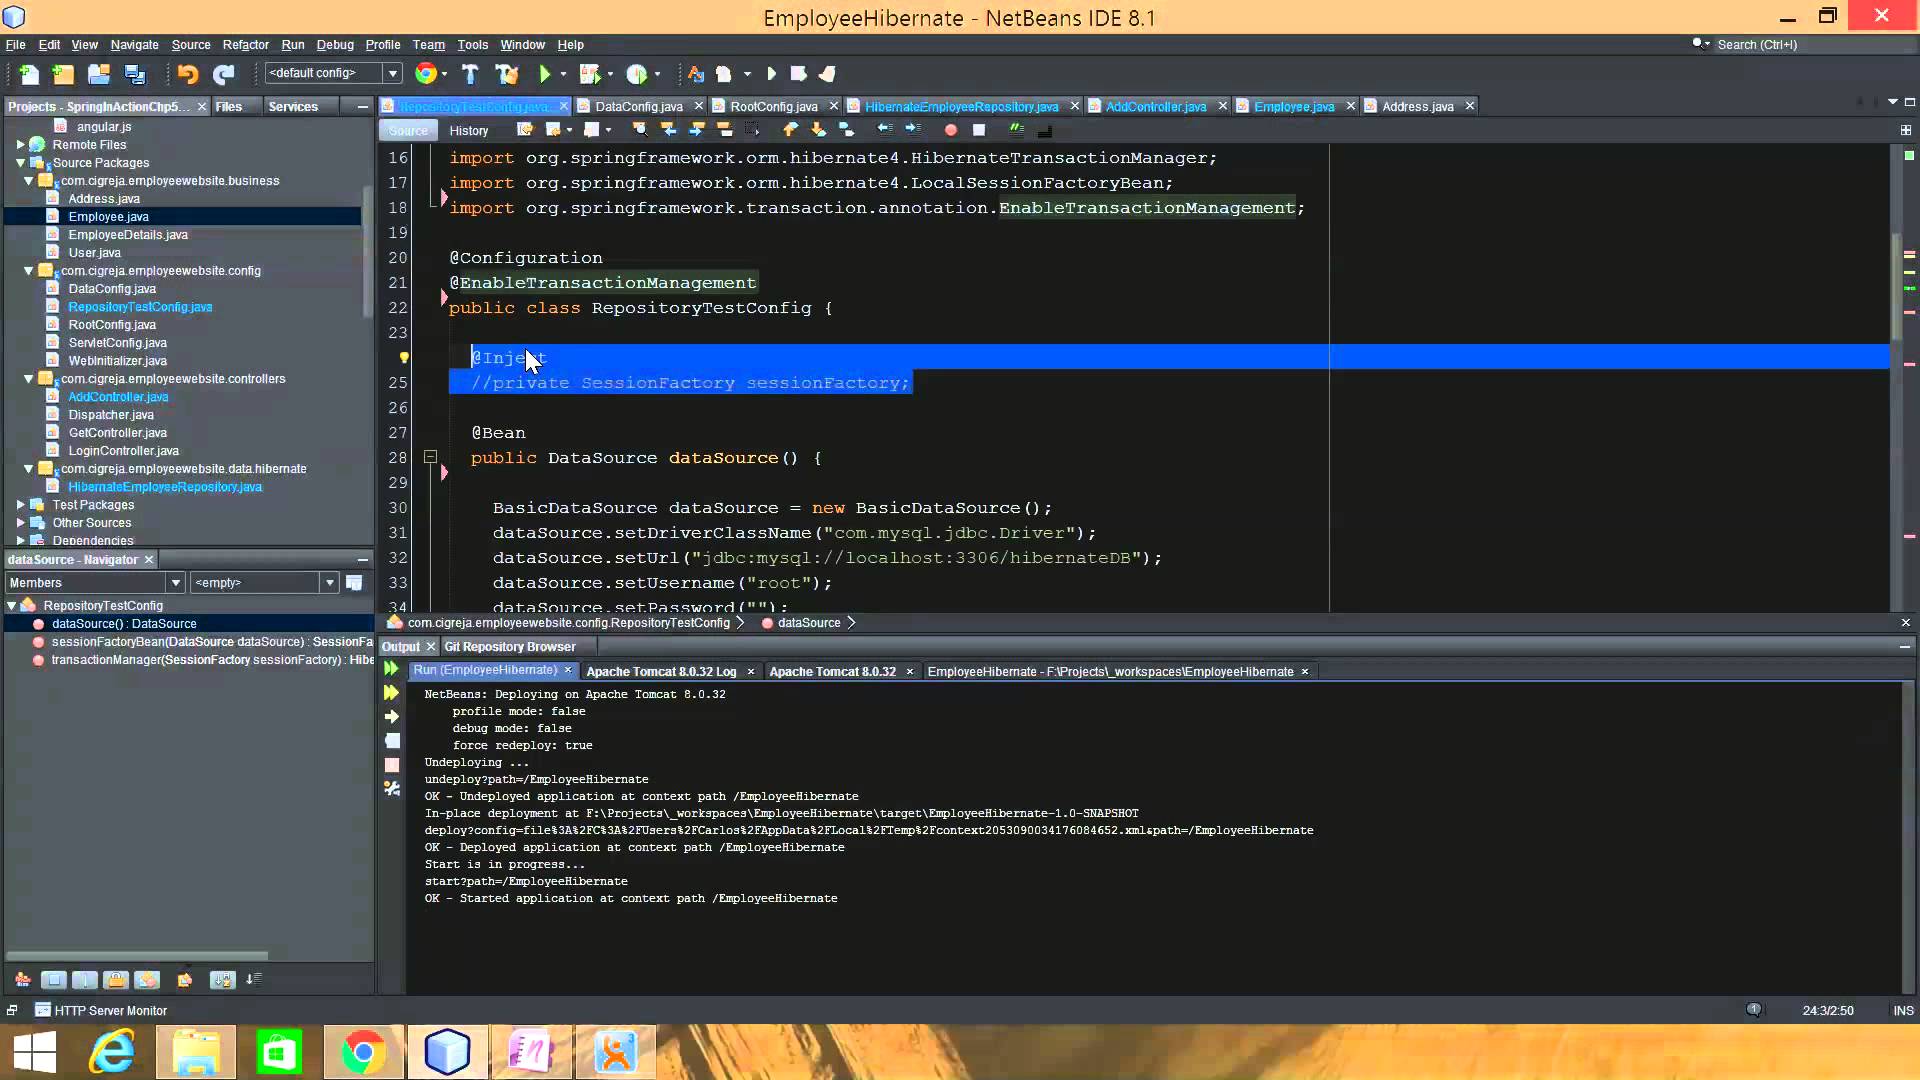 EmployeeHibernate - NetBeans IDE 8.1
File Edit View Navigate Source Refactor Run Debug Profile Team Tools Window Help
Search (Ctrl+I)
<default config>
Projects - SpringInActionChp5... Files Services
RepositoryTestConfig.java DataConfig.java RootConfig.java HibernateEmployeeRepository.java AddController.java Employee.java Address.java
Source History
angular.js
Remote Files
Source Packages
com.cigreja.employeewebsite.business
Address.java
Employee.java
EmployeeDetails.java
User.java
com.cigreja.employeewebsite.config
DataConfig.java
RepositoryTestConfig.java
RootConfig.java
ServletConfig.java
WebInitializer.java
com.cigreja.employeewebsite.controllers
AddController.java
Dispatcher.java
GetController.java
LoginController.java
com.cigreja.employeewebsite.data.hibernate
HibernateEmployeeRepository.java
Test Packages
Other Sources
Dependencies
16 import org.springframework.orm.hibernate4.HibernateTransactionManager;
17 import org.springframework.orm.hibernate4.LocalSessionFactoryBean;
18 import org.springframework.transaction.annotation.EnableTransactionManagement;
19
20 @Configuration
21 @EnableTransactionManagement
22 public class RepositoryTestConfig {
23
@Inject
25 //private SessionFactory sessionFactory;
26
27 @Bean
28 public DataSource dataSource() {
29
30 BasicDataSource dataSource = new BasicDataSource();
31 dataSource.setDriverClassName("com.mysql.jdbc.Driver");
32 dataSource.setUrl("jdbc:mysql://localhost:3306/hibernateDB");
33 dataSource.setUsername("root");
34 dataSource.setPassword("");
com.cigreja.employeewebsite.config.RepositoryTestConfig dataSource
dataSource - Navigator
Members <empty>
RepositoryTestConfig
dataSource() : DataSource
sessionFactoryBean(DataSource dataSource) : SessionFa
transactionManager(SessionFactory sessionFactory) : Hibe
Output Git Repository Browser
Run (EmployeeHibernate) Apache Tomcat 8.0.32 Log Apache Tomcat 8.0.32 EmployeeHibernate - F:\Projects\_workspaces\EmployeeHibernate
NetBeans: Deploying on Apache Tomcat 8.0.32
profile mode: false
debug mode: false
force redeploy: true
Undeploying ...
undeploy?path=/EmployeeHibernate
OK - Undeployed application at context path /EmployeeHibernate
In-place deployment at F:\Projects\_workspaces\EmployeeHibernate\target\EmployeeHibernate-1.0-SNAPSHOT
deploy?config=file%3A%2FC%3A%2FUsers%2FCarlos%2FAppData%2FLocal%2FTemp%2Fcontext2053090034176084652.xml&path=/EmployeeHibernate
OK - Deployed application at context path /EmployeeHibernate
Start is in progress...
start?path=/EmployeeHibernate
OK - Started application at context path /EmployeeHibernate
HTTP Server Monitor
24:3/2:50 INS